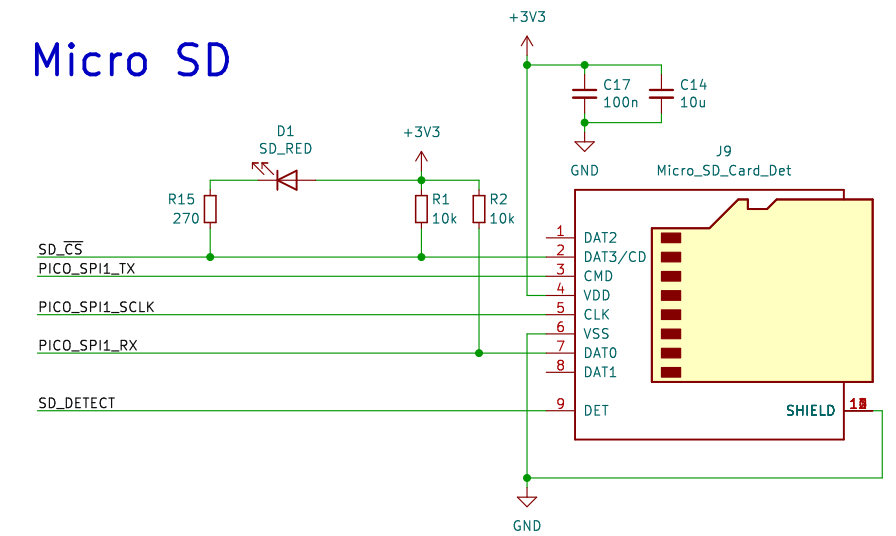 +3V3
Micro SD
C17
100n
C14
10u
D1
SD_RED
+3V3
GND
J9
Micro_SD_Card_Det
R15
270
R1
10k
R2
10k
SD_CS
PICO_SPI1_TX
PICO_SPI1_SCLK
PICO_SPI1_RX
SD_DETECT
1 DAT2
2 DAT3/CD
3 CMD
4 VDD
5 CLK
6 VSS
7 DAT0
8 DAT1
9 DET
SHIELD
GND